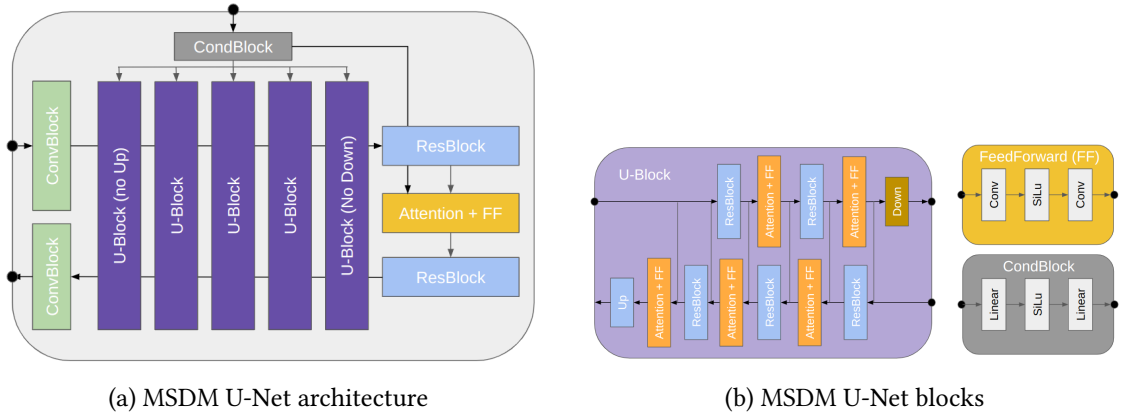 CondBlock
ConvBlock
ConvBlock
U-Block (no Up)
U-Block
U-Block
U-Block
U-Block (No Down)
ResBlock
Attention + FF
ResBlock
(a) MSDM U-Net architecture
U-Block
ResBlock
Attention + FF
ResBlock
Attention + FF
Down
Up
Attention + FF
ResBlock
Attention + FF
ResBlock
Attention + FF
ResBlock
FeedForward (FF)
Conv
SiLu
Conv
CondBlock
Linear
SiLu
Linear
(b) MSDM U-Net blocks